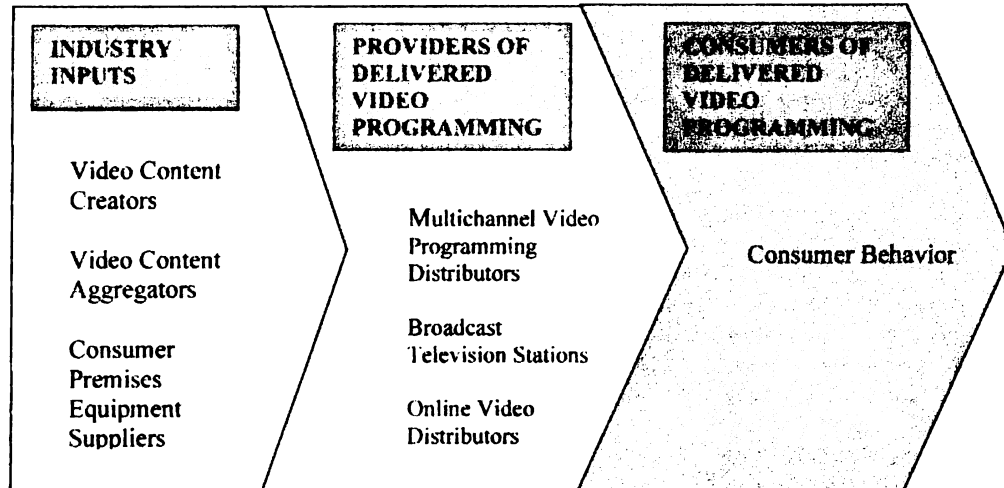 INDUSTRY
INPUTS
Video Content
Creators
Video Content
Aggregators
Consumer
Premises
Equipment
Suppliers
PROVIDERS OF
DELIVERED
VIDEO
PROGRAMMING
Multichannel Video
Programming
Distributors
Broadcast
Television Stations
Online Video
Distributors
CONSUMERS OF
DELIVERED
VIDEO
PROGRAMMING
Consumer Behavior